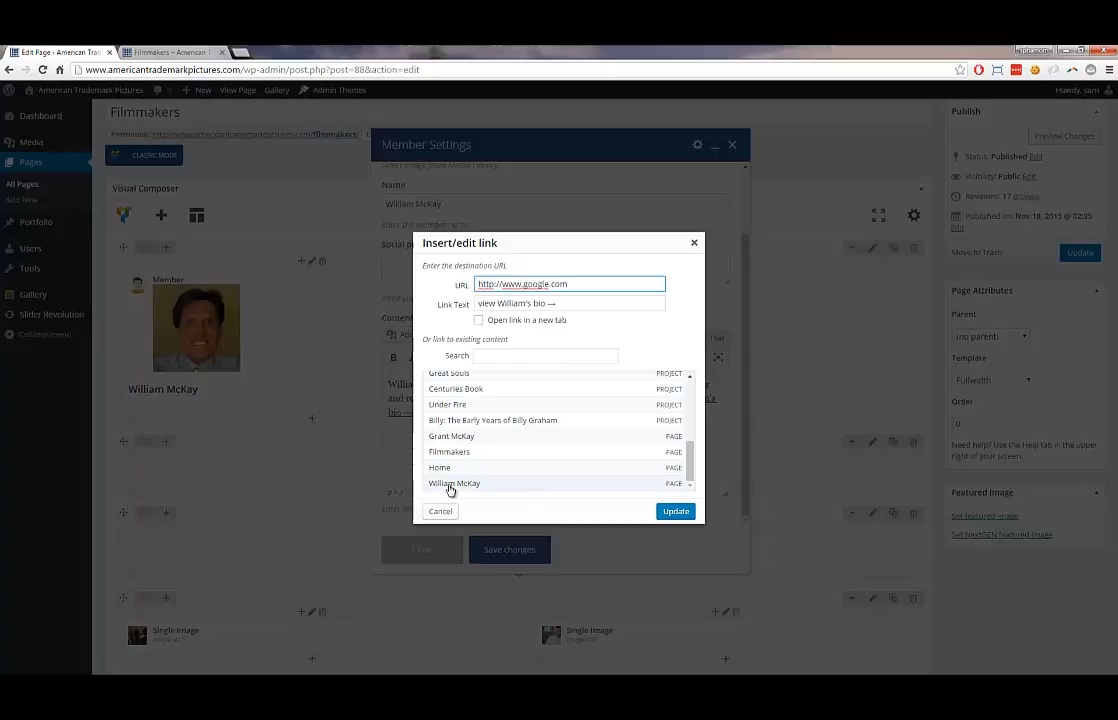 Edit Page - American Trad
Filmmakers – American T
www.americantrademarkpictures.com/wp-admin/post.php?post=88&action=edit
American Trademark Pictures
New
View Page
Gallery
Admin Themes
Howdy, sam
Dashboard
Media
Pages
All Pages
Add New
Portfolio
Users
Tools
Gallery
Slider Revolution
Collapse menu
Filmmakers
Permalink: http://www.americantrademarkpictures.com/filmmakers/
CLASSIC MODE
Visual Composer
Member
William McKay
Single Image
Single Image
Member Settings
Name
William McKay
Social p
Content
Save changes
Close
Insert/edit link
Enter the destination URL
URL
http://www.google.com
Link Text
view William's bio →
Open link in a new tab
Or link to existing content
Search
Great Souls PROJECT
Centuries Book PROJECT
Under Fire PROJECT
Billy: The Early Years of Billy Graham PROJECT
Grant McKay PAGE
Filmmakers PAGE
Home PAGE
William McKay PAGE
Cancel
Update
Publish
Preview Changes
Status: Published Edit
Visibility: Public Edit
Revisions: 17 Browse
Published on: Nov 18, 2015 @ 02:35
Edit
Move to Trash
Update
Page Attributes
Parent
(no parent)
Template
Fullwidth
Order
0
Need help? Use the Help tab in the upper
right of your screen.
Featured Image
Set Featured Image
Set NextGEN Featured Image